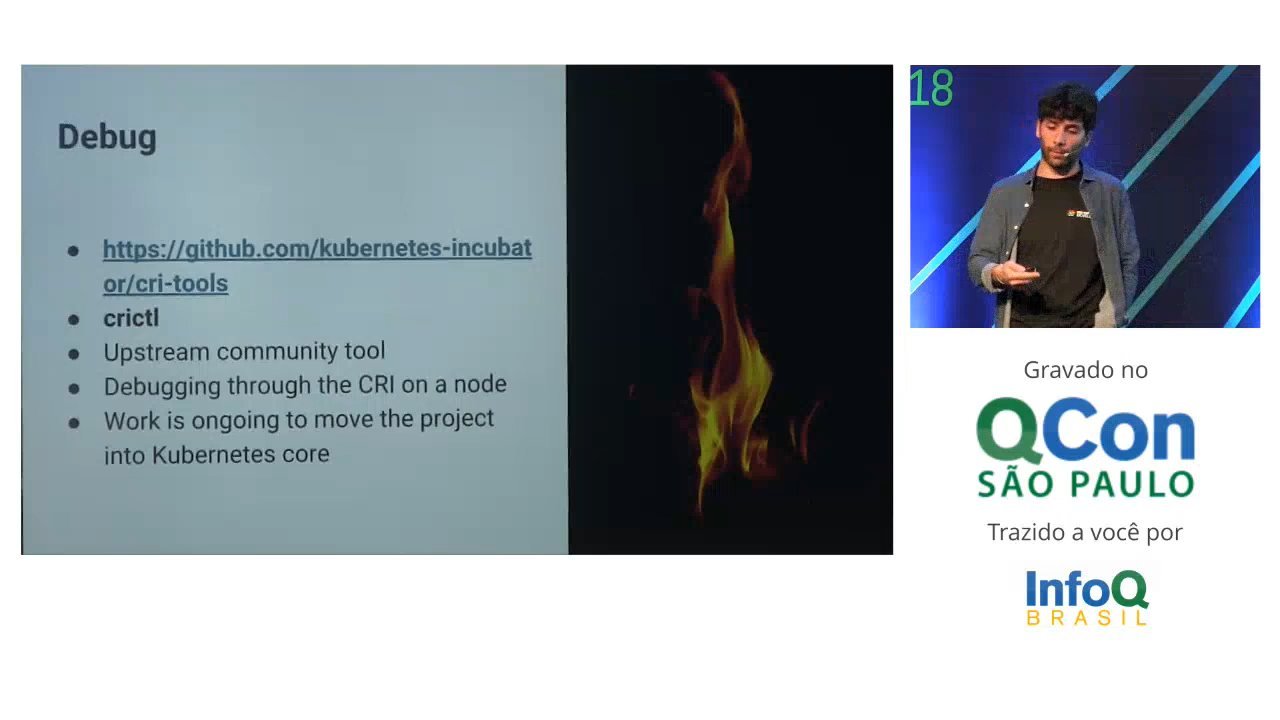 Debug
https://github.com/kubernetes-incubat
or/cri-tools
crictl
Upstream community tool
Debugging through the CRI on a node
Work is ongoing to move the project
into Kubernetes core
18
Gravado no
QCon
SÃO PAULO
Trazido a você por
InfoQ
BRASIL